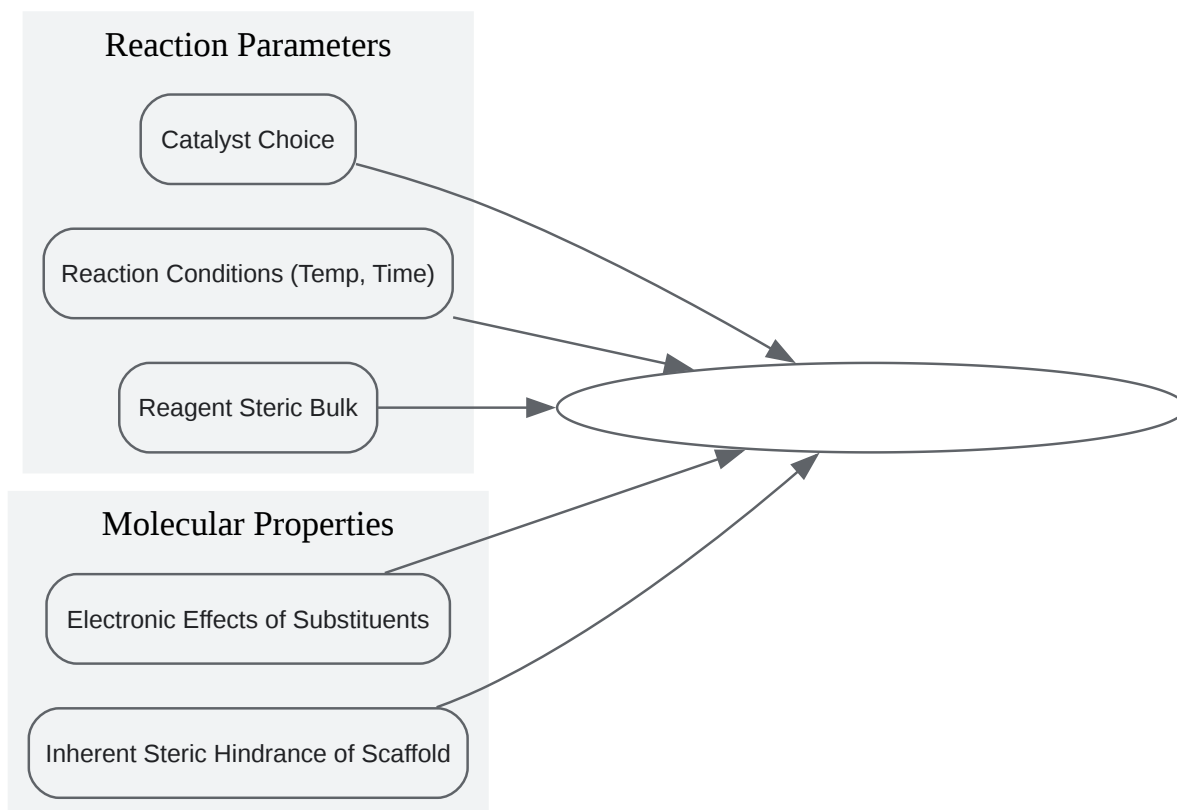 Reaction Parameters
Catalyst Choice
Reaction Conditions (Temp, Time)
Reagent Steric Bulk
Molecular Properties
Electronic Effects of Substituents
Inherent Steric Hindrance of Scaffold